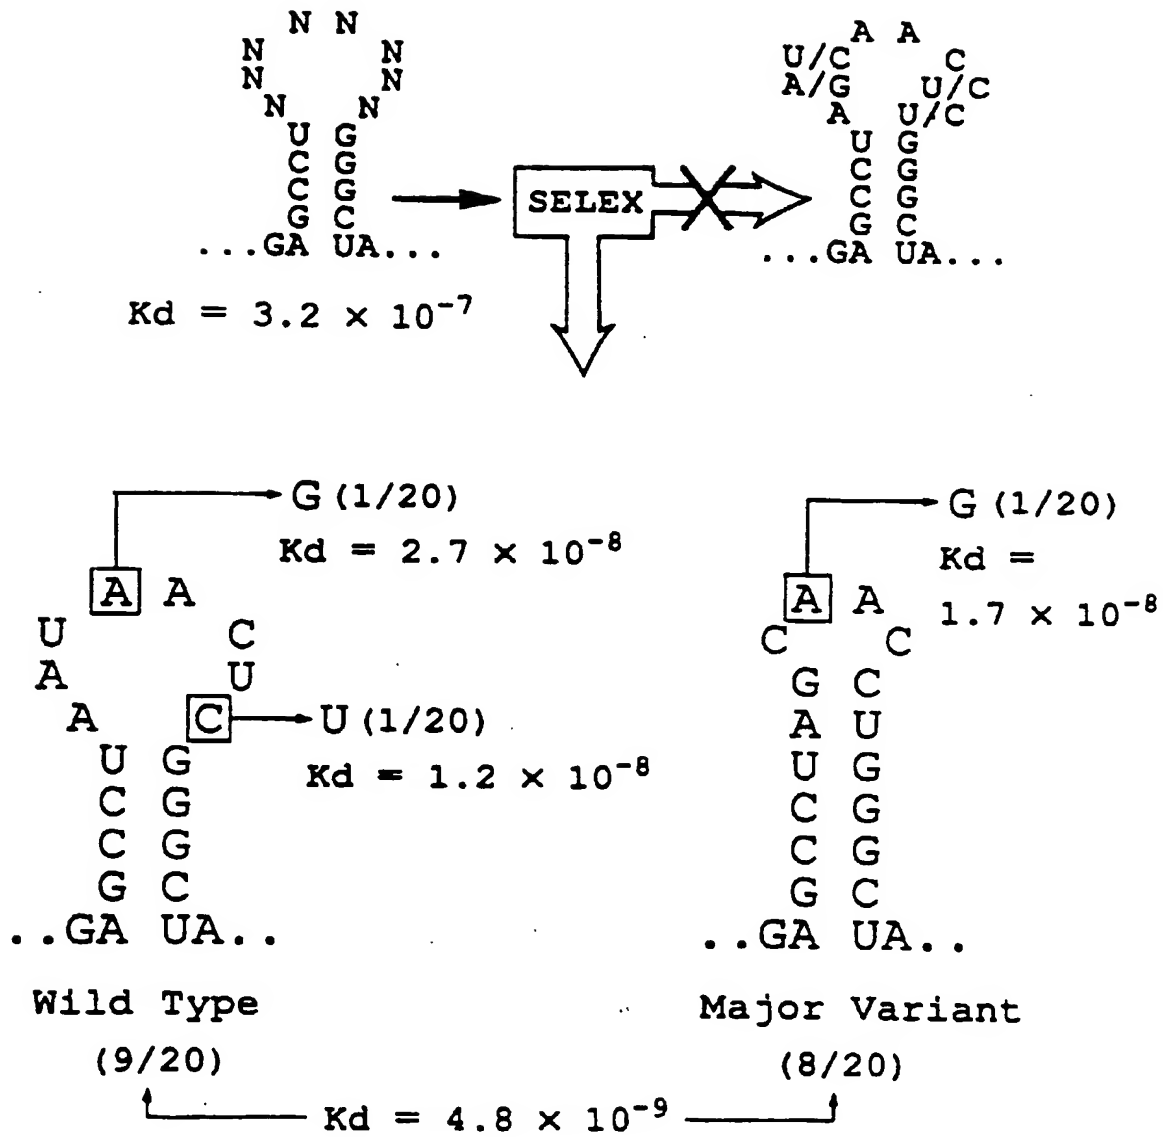 N N
N N
N N
N N
U G
C G
C G
G C
...GA UA...
Kd = 3.2 × 10⁻⁷
SELEX
A A
U/C C
A/G U/C
A U/C
U G
C G
C G
G C
...GA UA...
G (1/20)
Kd = 2.7 × 10⁻⁸
A A
U C
A U
A C
U (1/20)
Kd = 1.2 × 10⁻⁸
U G
C G
C G
G C
..GA UA..
Wild Type
(9/20)
G (1/20)
Kd =
1.7 × 10⁻⁸
A A
C C
G C
A U
U G
C G
C G
G C
..GA UA..
Major Variant
(8/20)
Kd = 4.8 × 10⁻⁹